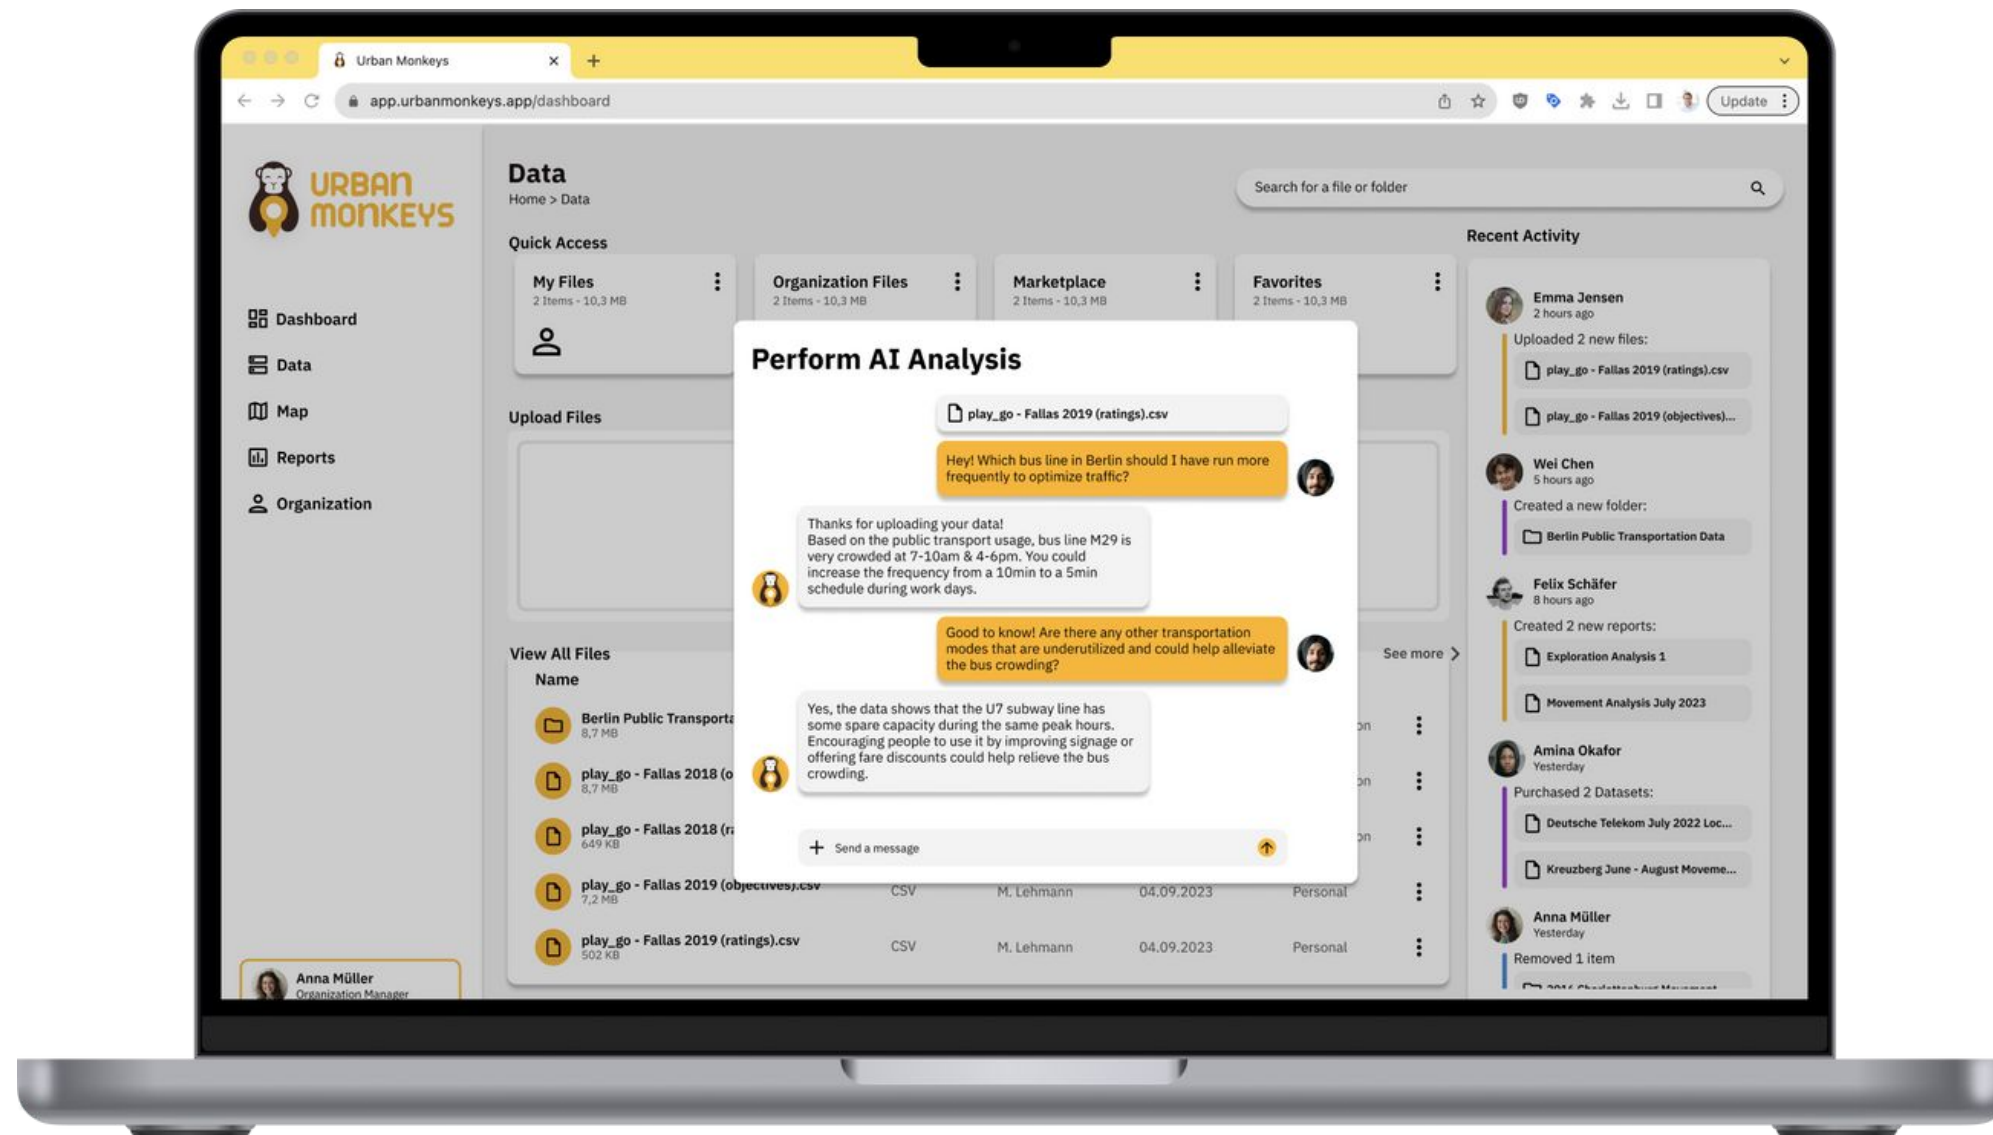 Urban Monkeys
app.urbanmonkeys.app/dashboard
Update
URBAN
MONKEYS
Dashboard
Data
Map
Reports
Organization
Anna Müller
Organization Manager
Data
Home > Data
Search for a file or folder
Quick Access
My Files
2 Items - 10,3 MB
Organization Files
2 Items - 10,3 MB
Marketplace
2 Items - 10,3 MB
Favorites
2 Items - 10,3 MB
Upload Files
Perform AI Analysis
play_go - Fallas 2019 (ratings).csv
Hey! Which bus line in Berlin should I have run more
frequently to optimize traffic?
Thanks for uploading your data!
Based on the public transport usage, bus line M29 is
very crowded at 7-10am & 4-6pm. You could
increase the frequency from a 10min to a 5min
schedule during work days.
Good to know! Are there any other transportation
modes that are underutilized and could help alleviate
the bus crowding?
Yes, the data shows that the U7 subway line has
some spare capacity during the same peak hours.
Encouraging people to use it by improving signage or
offering fare discounts could help relieve the bus
crowding.
Send a message
View All Files
See more
Name
Berlin Public Transporta
8,7 MB
on
play_go - Fallas 2018 (o
8,7 MB
on
play_go - Fallas 2018 (ra
649 KB
on
play_go - Fallas 2019 (objectives).csv
7,2 MB
CSV
M. Lehmann
04.09.2023
Personal
play_go - Fallas 2019 (ratings).csv
502 KB
CSV
M. Lehmann
04.09.2023
Personal
Recent Activity
Emma Jensen
2 hours ago
Uploaded 2 new files:
play_go - Fallas 2019 (ratings).csv
play_go - Fallas 2019 (objectives)...
Wei Chen
5 hours ago
Created a new folder:
Berlin Public Transportation Data
Felix Schäfer
8 hours ago
Created 2 new reports:
Exploration Analysis 1
Movement Analysis July 2023
Amina Okafor
Yesterday
Purchased 2 Datasets:
Deutsche Telekom July 2022 Loc...
Kreuzberg June - August Moveme...
Anna Müller
Yesterday
Removed 1 item